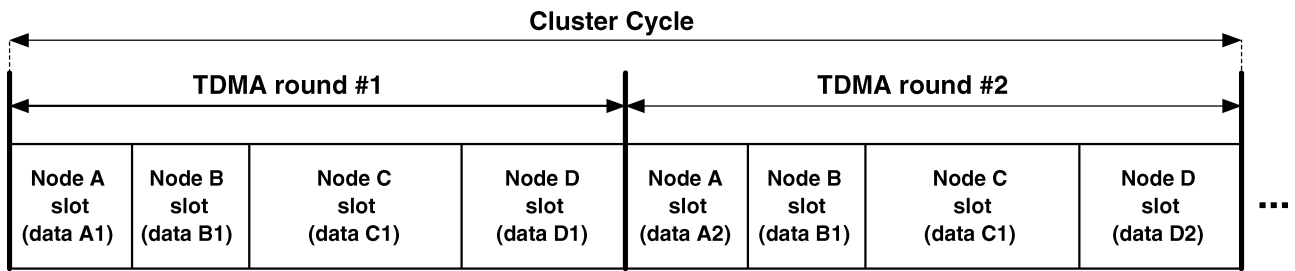 Cluster Cycle
TDMA round #1 TDMA round #2
Node A Node B Node C Node D Node A Node B Node C Node D
slot slot slot slot slot slot slot slot
(data A1) (data B1) (data C1) (data D1) (data A2) (data B1) (data C1) (data D2)
...